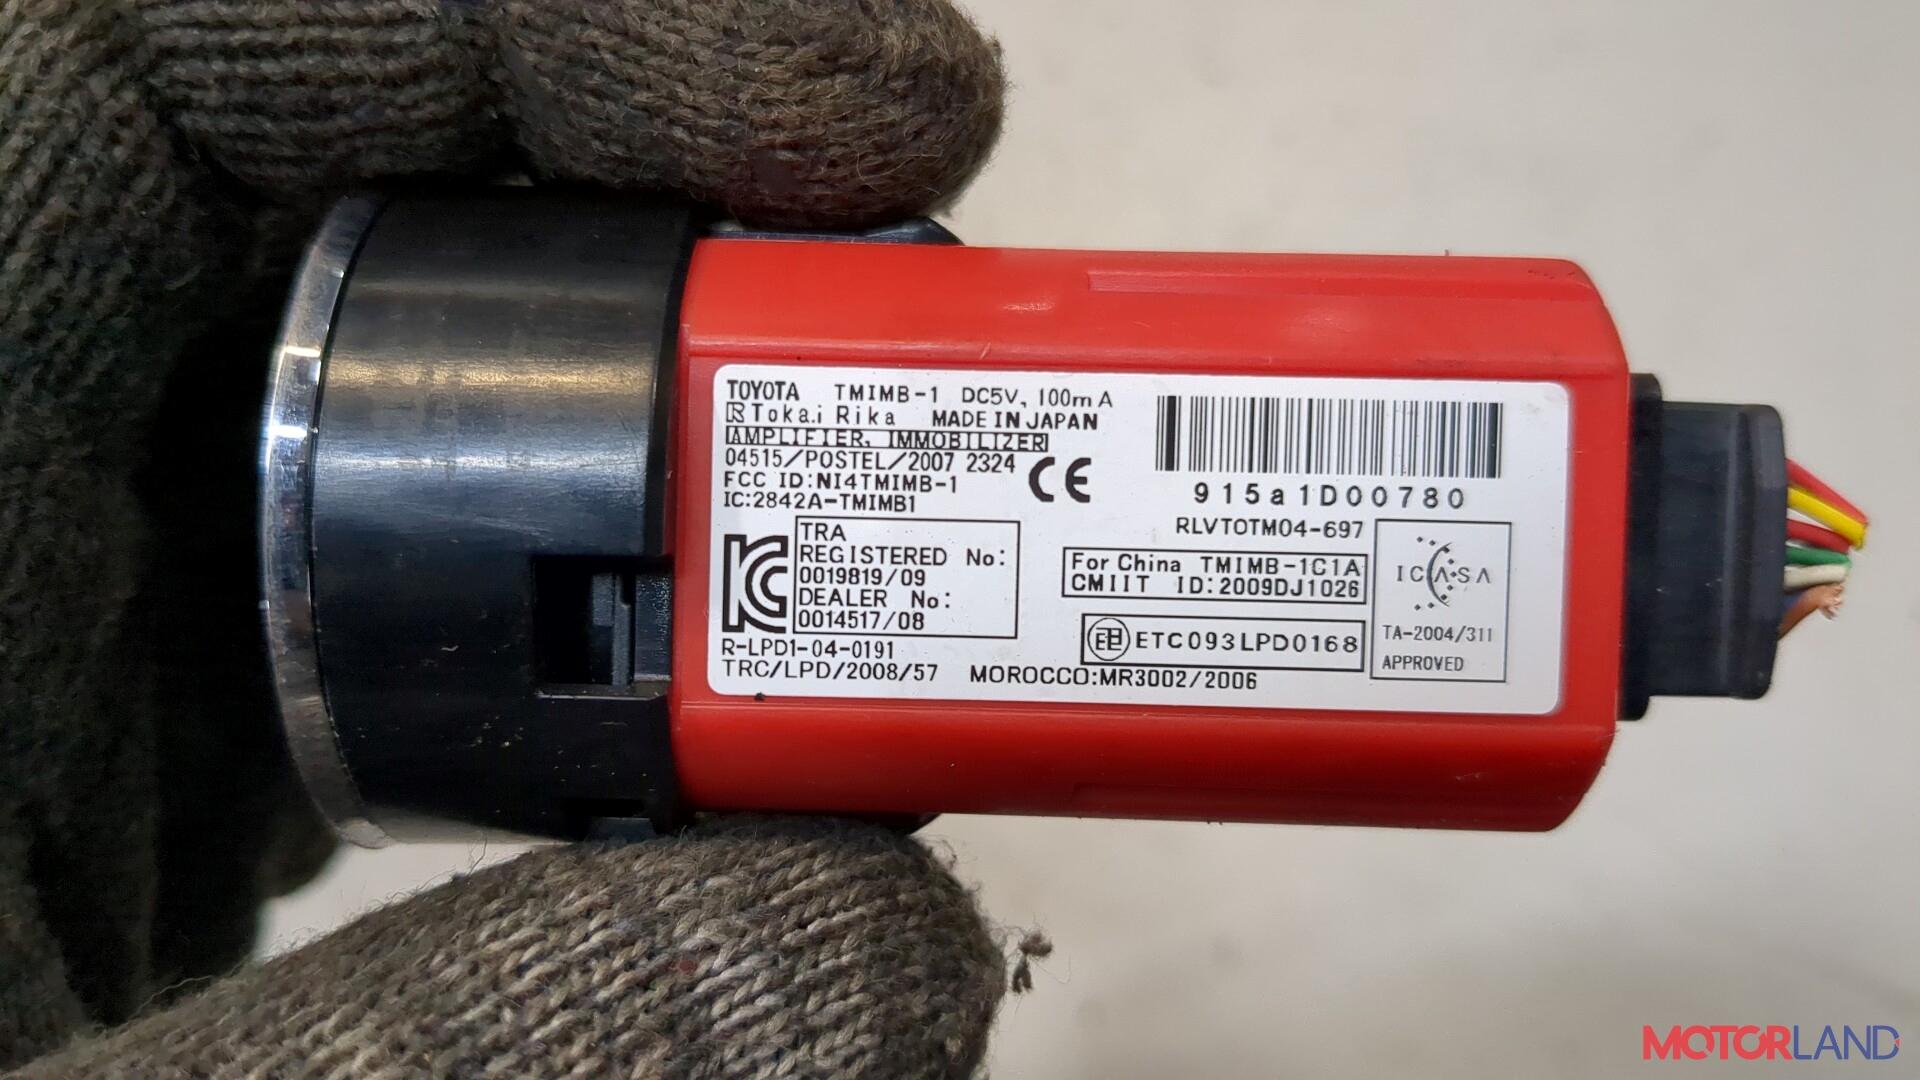 TOYOTA TMIMB-1 DC5V, 100mA
Tokai Rika MADE IN JAPAN
AMPLIFIER, IMMOBILIZER
04515/POSTEL/2007 2324
CE
FCC ID:NI4TMIMB-1
IC:2842A-TMIMB1
TRA
REGISTERED No:
0019819/09
DEALER No:
0014517/08
R-LPD1-04-0191
TRC/LPD/2008/57 MOROCCO:MR3002/2006
915a1D00780
RLVTOTM04-697
For China TMIMB-1C1A
CMIIT ID:2009DJ1026
ETC093LPD0168
ICASA
TA-2004/311
APPROVED
MOTORLAND